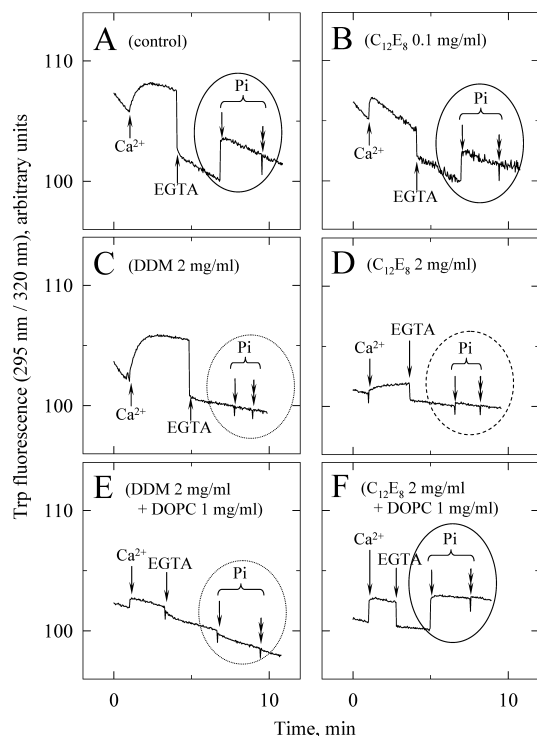 Trp fluorescence (295 nm / 320 nm), arbitrary units
A
(control)
110
100
Ca²⁺
EGTA
Pi
B
(C₁₂E₈ 0.1 mg/ml)
Ca²⁺
EGTA
Pi
C
(DDM 2 mg/ml)
110
100
Ca²⁺
EGTA
Pi
D
(C₁₂E₈ 2 mg/ml)
Ca²⁺
EGTA
Pi
E
(DDM 2 mg/ml
+ DOPC 1 mg/ml)
110
100
Ca²⁺
EGTA
Pi
0
10
F
(C₁₂E₈ 2 mg/ml
+ DOPC 1 mg/ml)
Ca²⁺
EGTA
Pi
0
10
Time, min